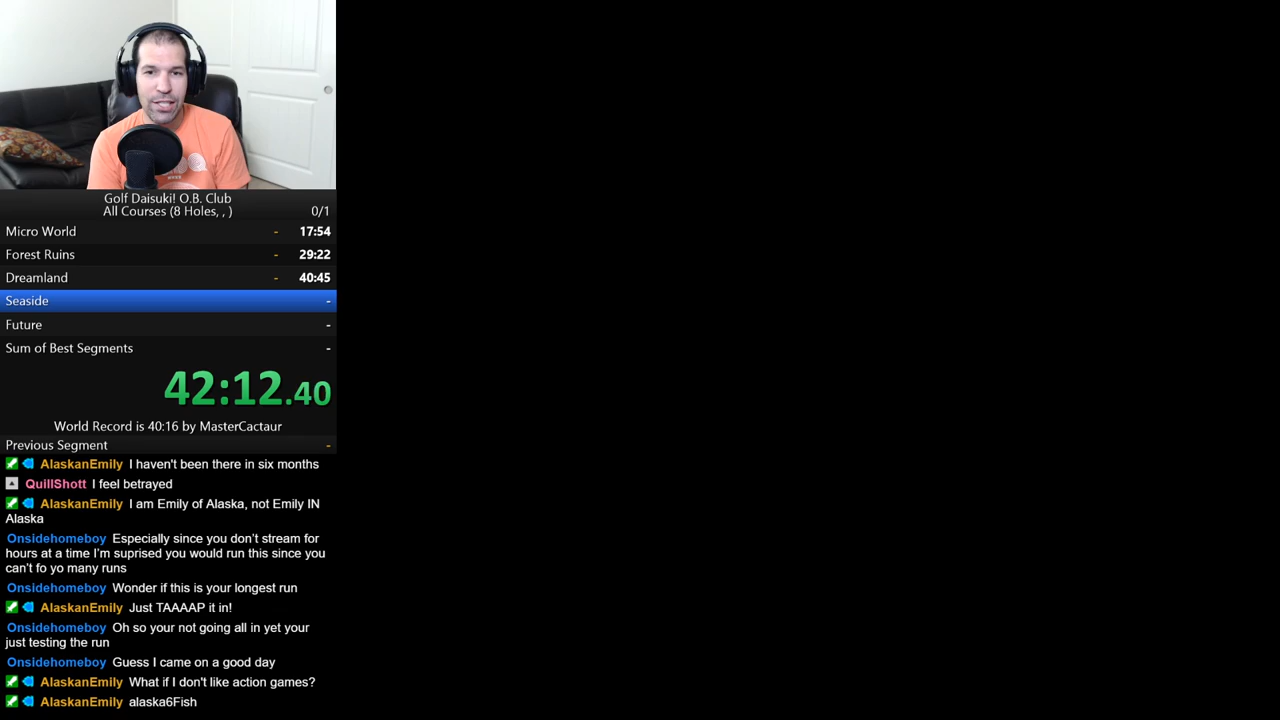 Golf Daisuki! O.B. Club
All Courses (8 Holes, , ) 0/1
Micro World - 17:54
Forest Ruins - 29:22
Dreamland - 40:45
Seaside -
Future -
Sum of Best Segments -
42:12.40
World Record is 40:16 by MasterCactaur
Previous Segment -
AlaskanEmily I haven't been there in six months
QuillShott I feel betrayed
AlaskanEmily I am Emily of Alaska, not Emily IN
Alaska
Onsidehomeboy Especially since you don't stream for
hours at a time I'm suprised you would run this since you
can't fo yo many runs
Onsidehomeboy Wonder if this is your longest run
AlaskanEmily Just TAAAAP it in!
Onsidehomeboy Oh so your not going all in yet your
just testing the run
Onsidehomeboy Guess I came on a good day
AlaskanEmily What if I don't like action games?
AlaskanEmily alaska6Fish